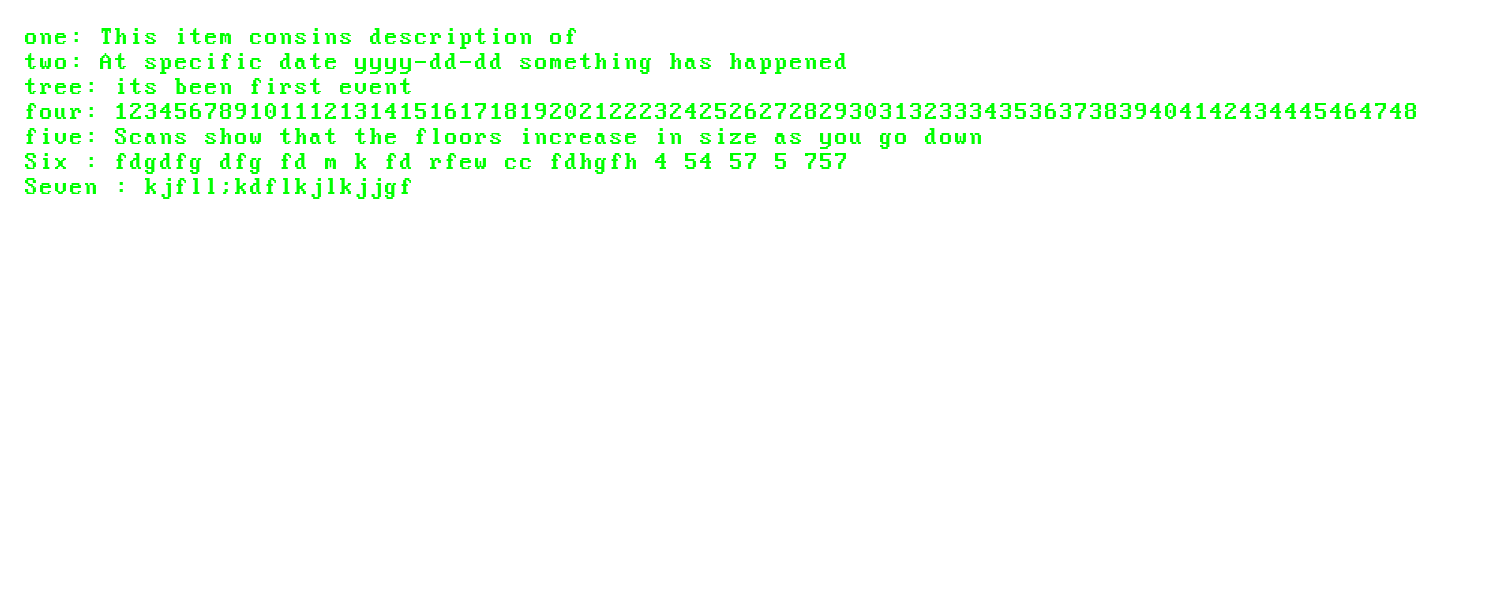 one: This item consins description of
two: At specific date yyyy-dd-dd something has happened
tree: its been first event
four: 123456789101112131415161718192021222324252627282930313233343536373839404142434445464748
five: Scans show that the floors increase in size as you go down
Six : fdgdfg dfg fd m k fd rfew cc fdhgfh 4 54 57 5 757
Seven : kjfll;kdflkjlkjjgf